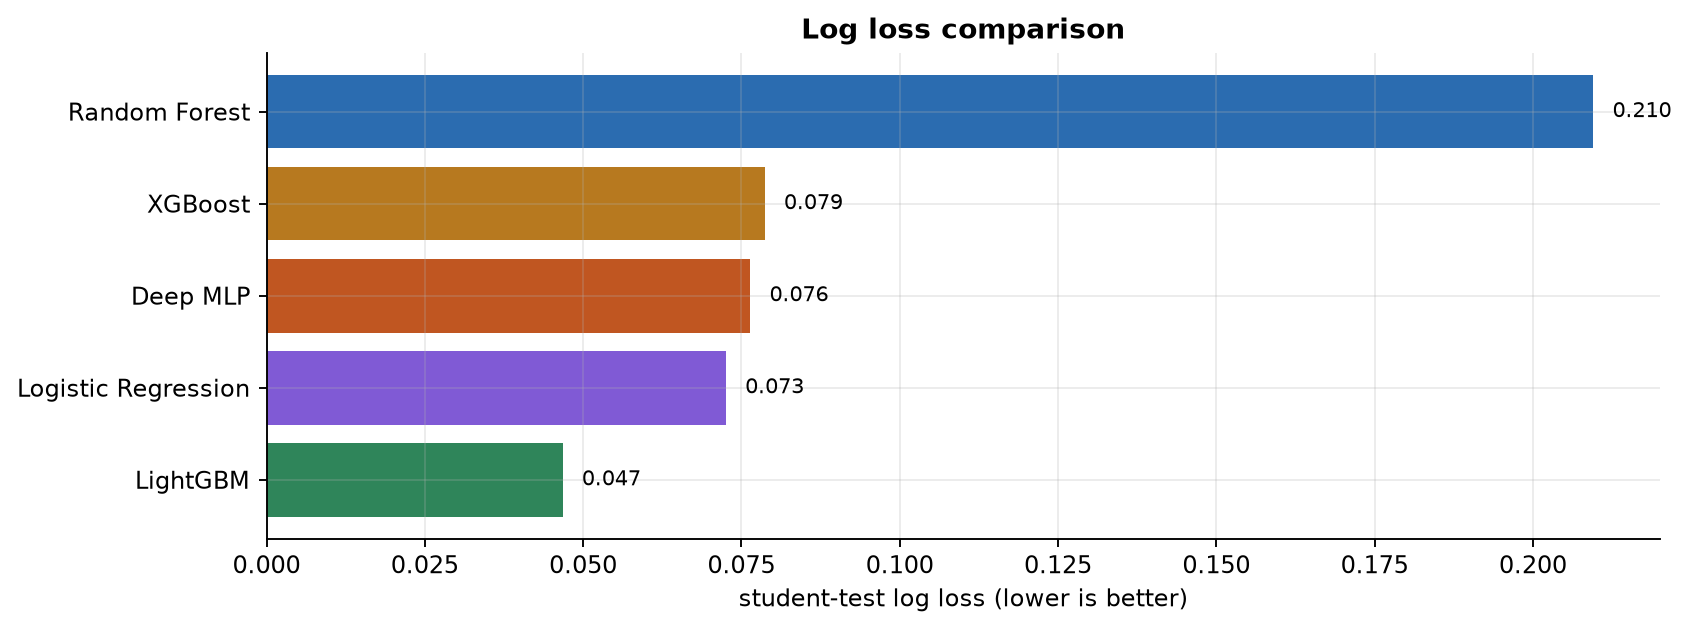 Log loss comparison
Random Forest 0.210
XGBoost 0.079
Deep MLP 0.076
Logistic Regression 0.073
LightGBM 0.047
0.000 0.025 0.050 0.075 0.100 0.125 0.150 0.175 0.200
student-test log loss (lower is better)